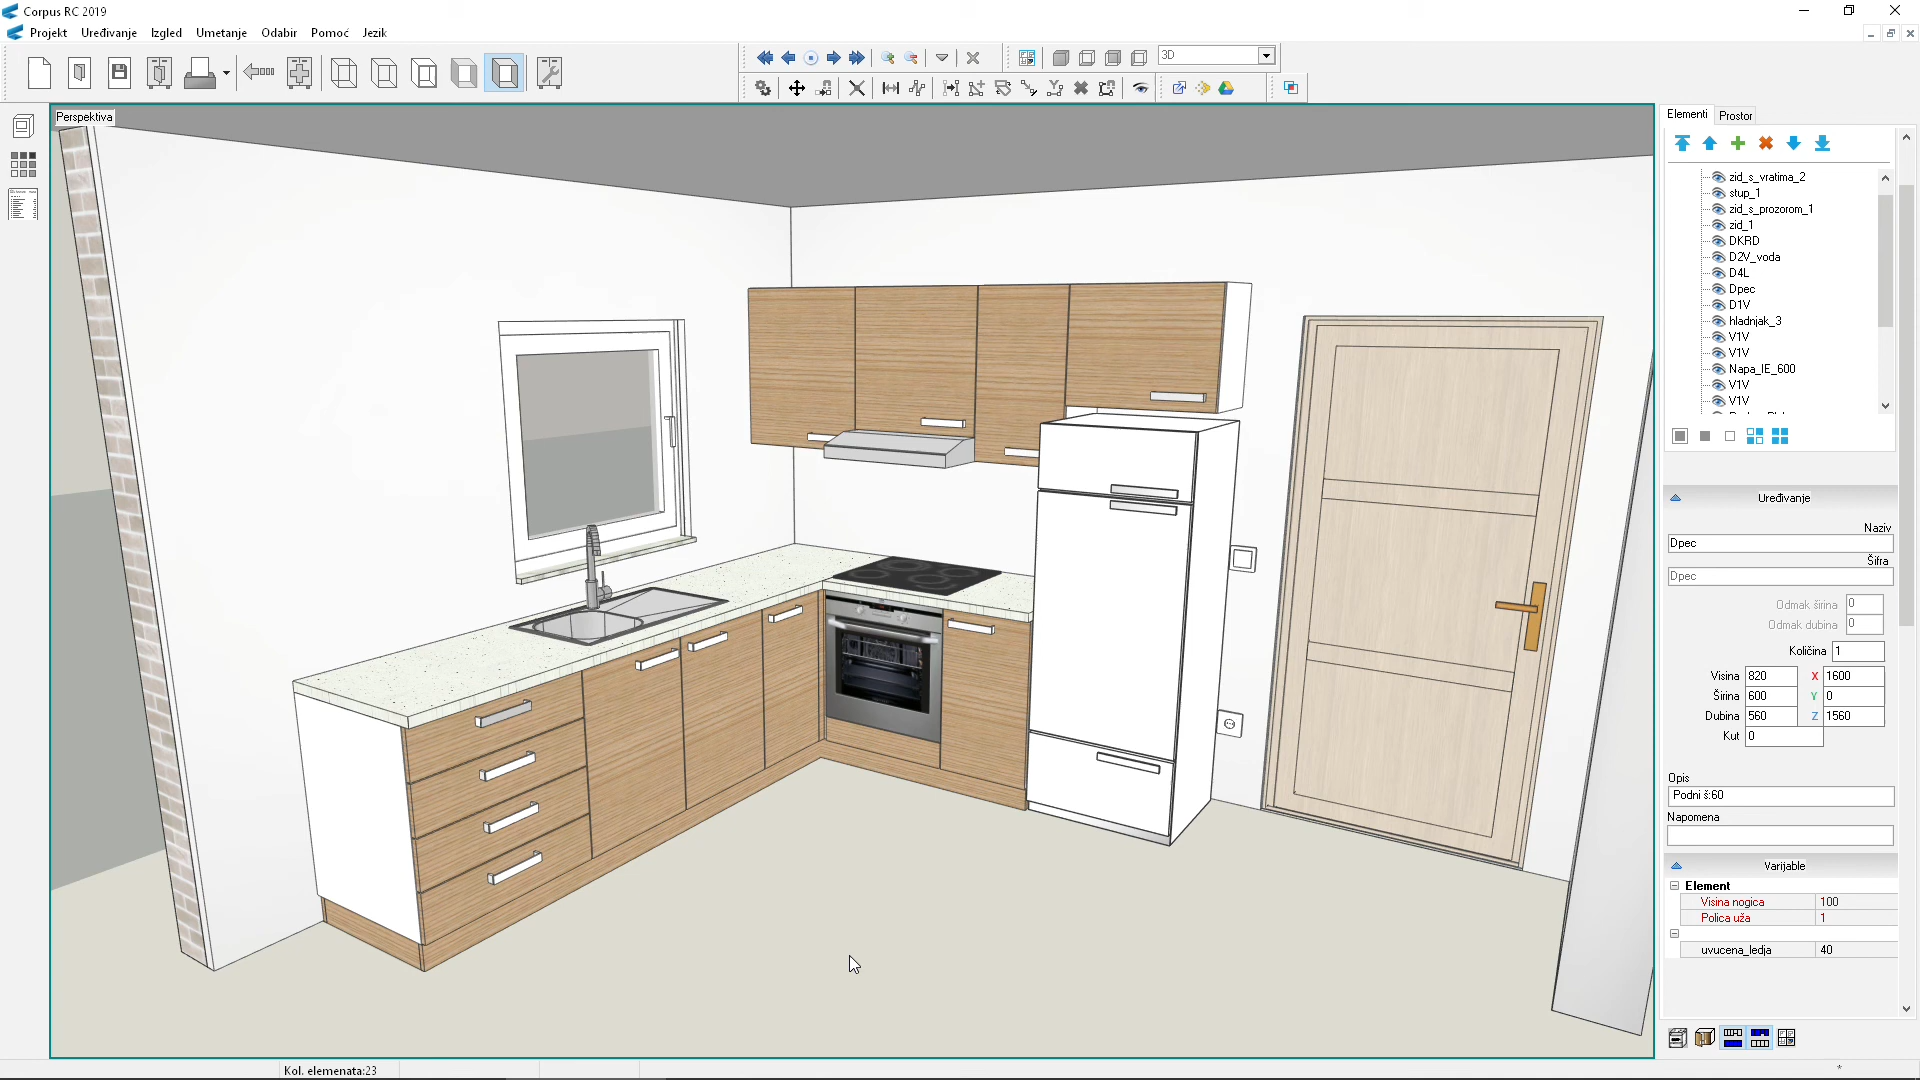 Corpus RC 2019
Projekt Uređivanje Izgled Umetanje Odabir Pomoć Jezik
3D
Perspektiva
Elementi Prostor
zid_s_vratima_2
stup_1
zid_s_prozorom_1
zid_1
DKRD
D2V_voda
D4L
Dpec
D1V
hladnjak_3
V1V
V1V
Napa_IE_600
V1V
V1V
Uređivanje
Naziv
Dpec
Šifra
Dpec
Odmak širina 0
Odmak dubina 0
Količina 1
Visina 820 X 1600
Širina 600 Y 0
Dubina 560 Z 1560
Kut 0
Opis
Podni š:60
Napomena
Varijable
Element
Visina nogica 100
Polica uža 1
uvucena_ledja 40
Kol. elemenata:23
*